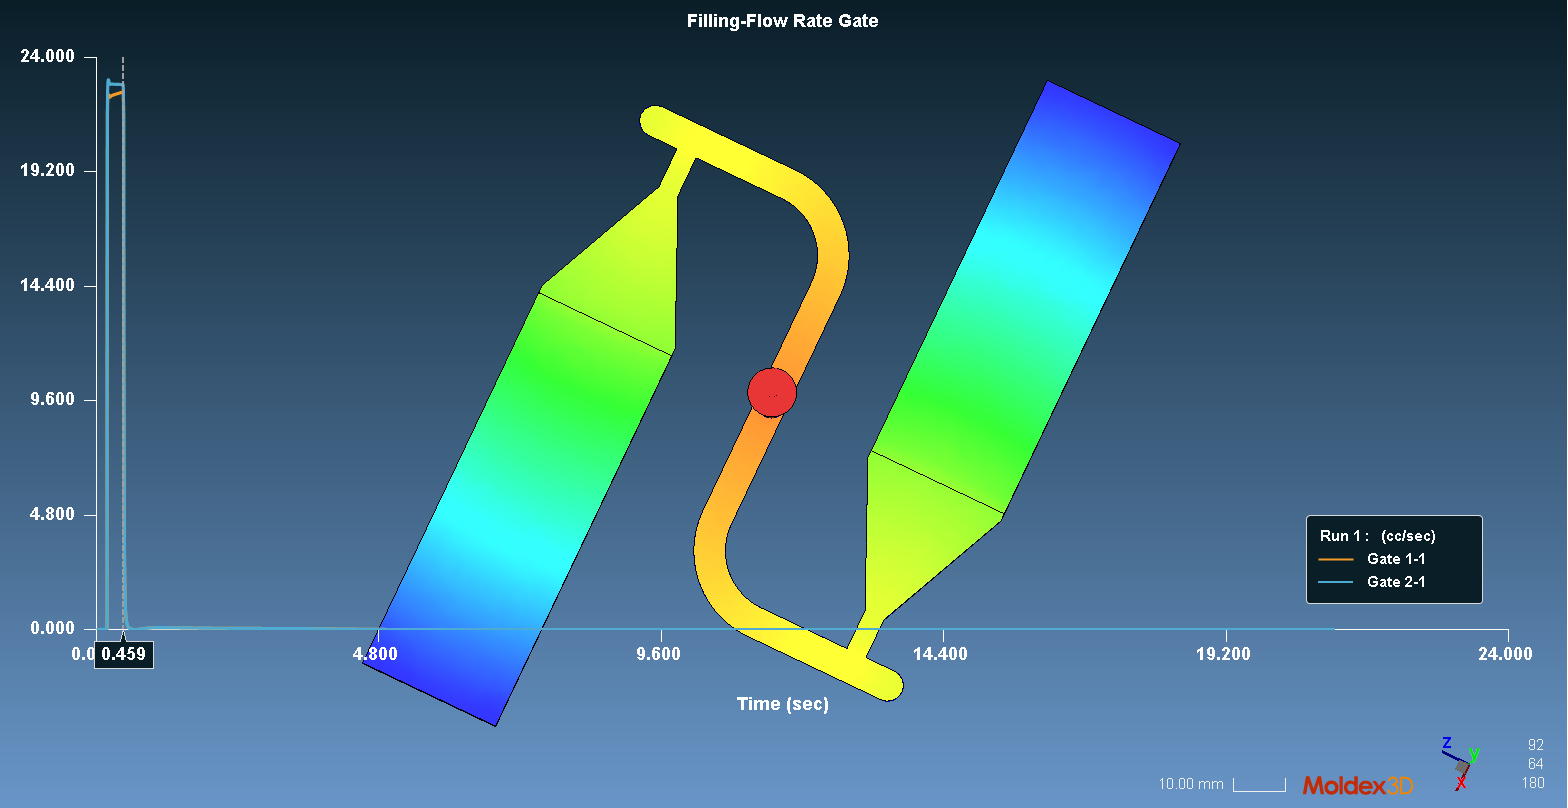 Filling-Flow Rate Gate
24.000
19.200
14.400
9.600
4.800
0.000
0.0 0.459 4.800 9.600 14.400 19.200 24.000
Time (sec)
Run 1 : (cc/sec)
Gate 1-1
Gate 2-1
10.00 mm
Moldex3D
Z
Y
X
92
64
180